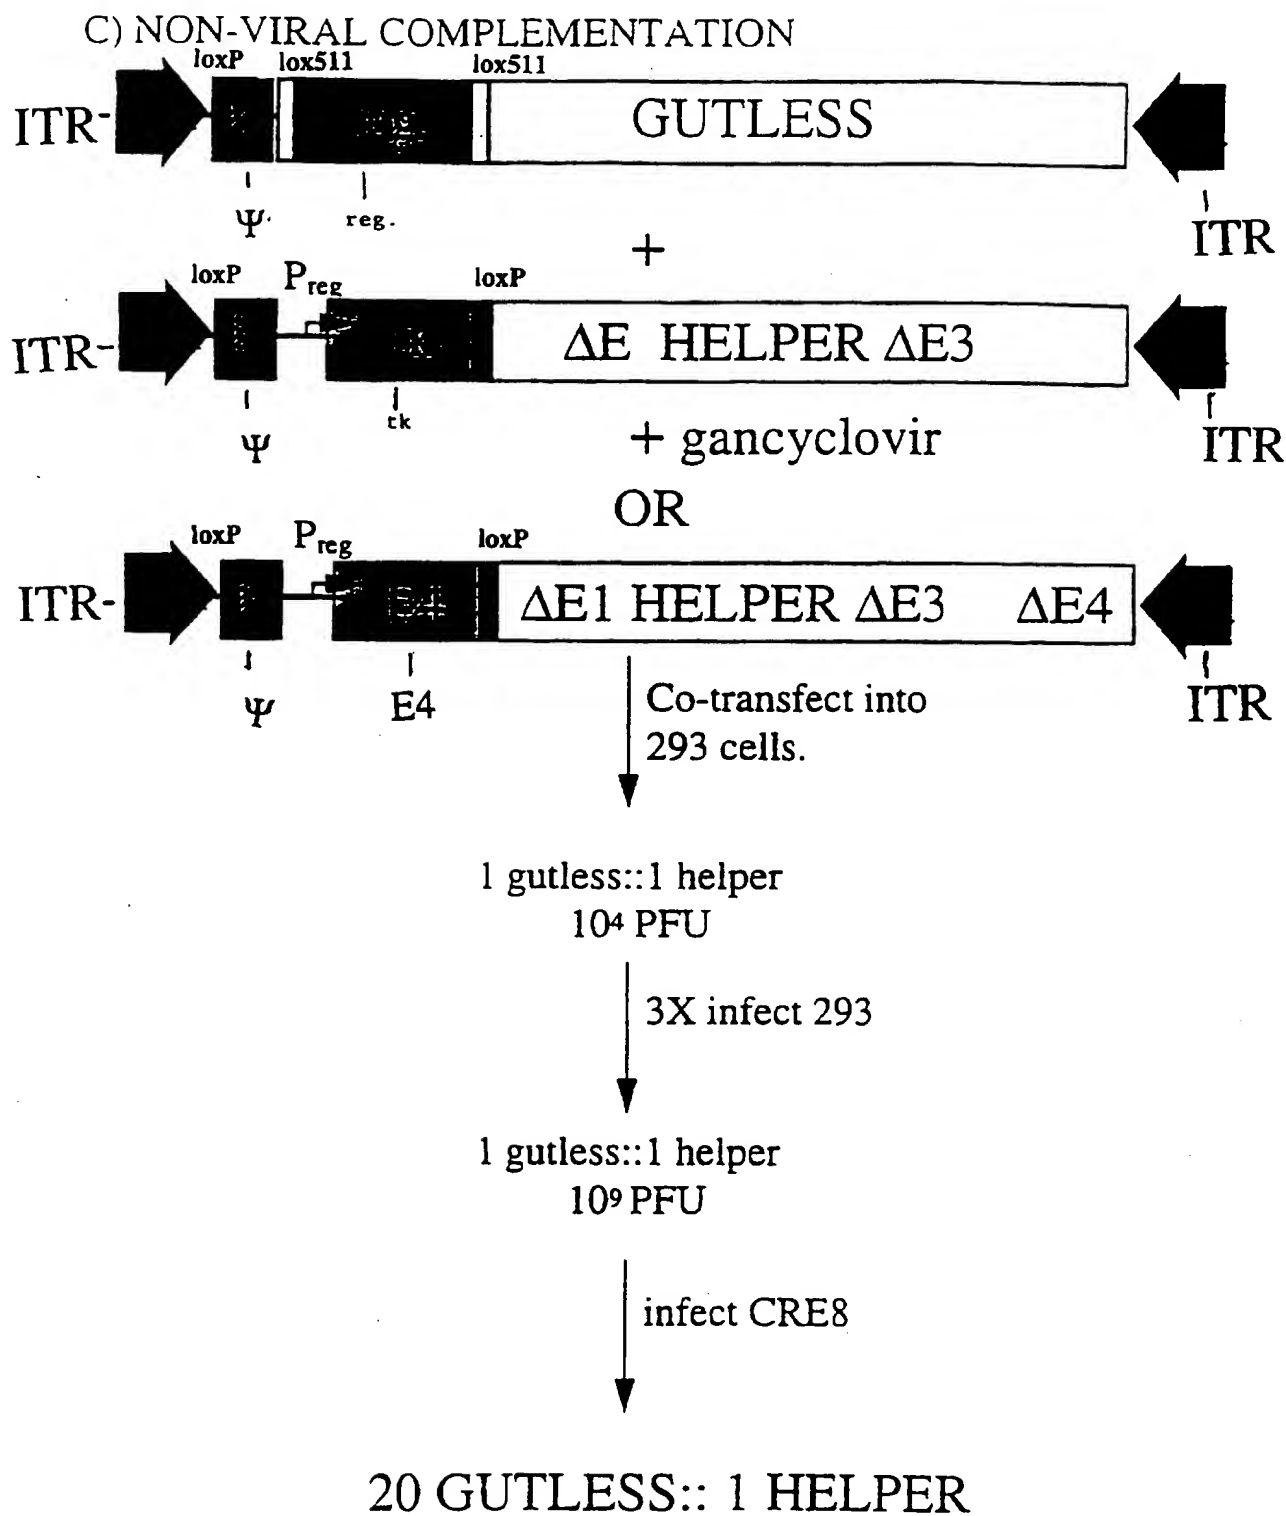 C) NON-VIRAL COMPLEMENTATION
loxP lox511 lox511
ITR- GUTLESS
Ψ reg. ITR
+
loxP Preg loxP
ITR- ΔE HELPER ΔE3
Ψ tk ITR
+ gancyclovir
OR
loxP Preg loxP
ITR- E4 ΔE1 HELPER ΔE3 ΔE4
Ψ E4 ITR
Co-transfect into
293 cells.
1 gutless::1 helper
10⁴ PFU
3X infect 293
1 gutless::1 helper
10⁹ PFU
infect CRE8
20 GUTLESS:: 1 HELPER